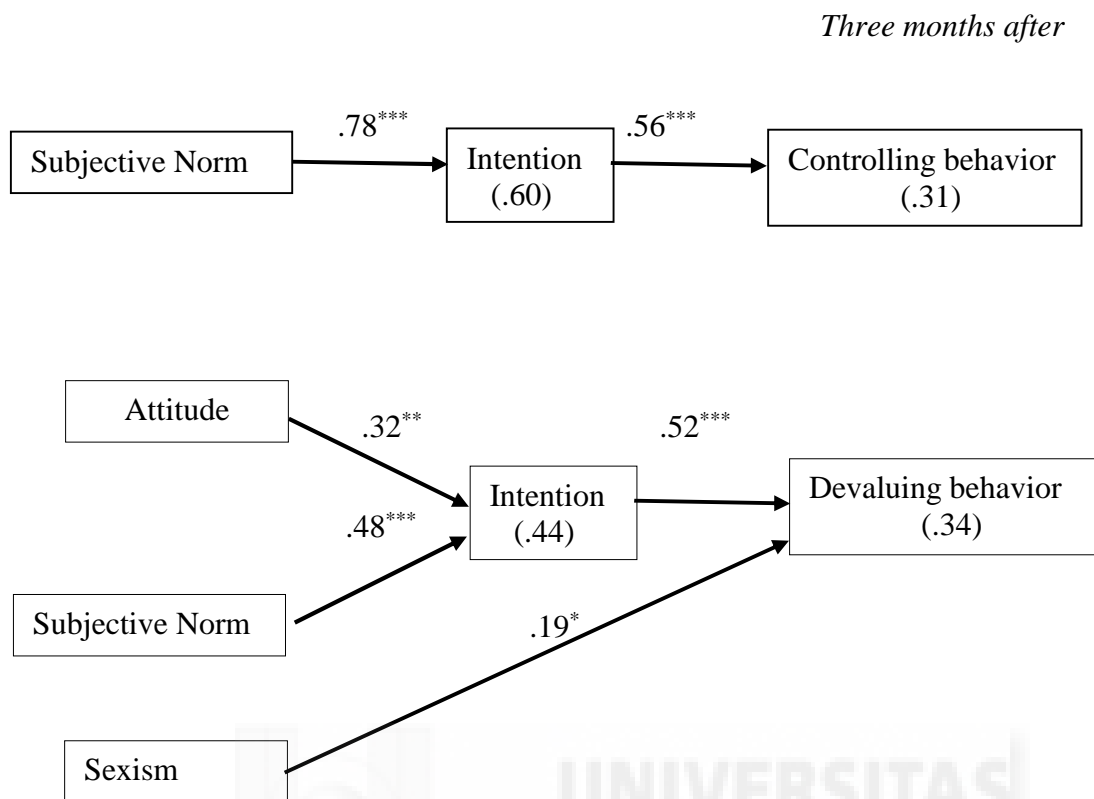 Three months after
.78***
.56***
Subjective Norm
Intention
(.60)
Controlling behavior
(.31)
Attitude
.32**
.52***
Intention
(.44)
Devaluing behavior
(.34)
.48***
Subjective Norm
.19*
Sexism
UNIVERSITAS